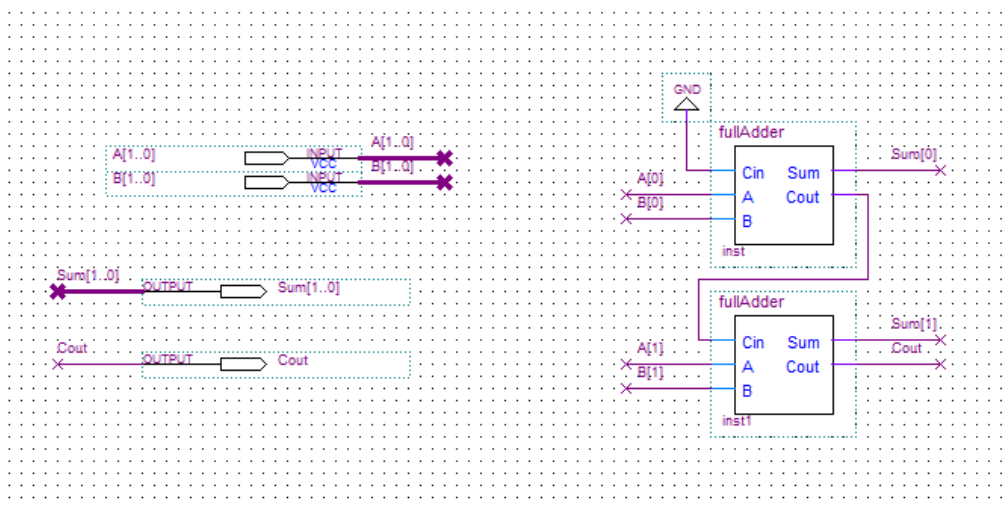 A[1..0]
INPUT
VCC
A[1..0]
B[1..0]
INPUT
VCC
B[1..0]
Sum[1..0]
OUTPUT
Sum[1..0]
Cout
OUTPUT
Cout
GND
fullAdder
Cin Sum
A Cout
B
A[0]
B[0]
Sum[0]
inst
fullAdder
Cin Sum
A Cout
B
A[1]
B[1]
Sum[1]
Cout
inst1